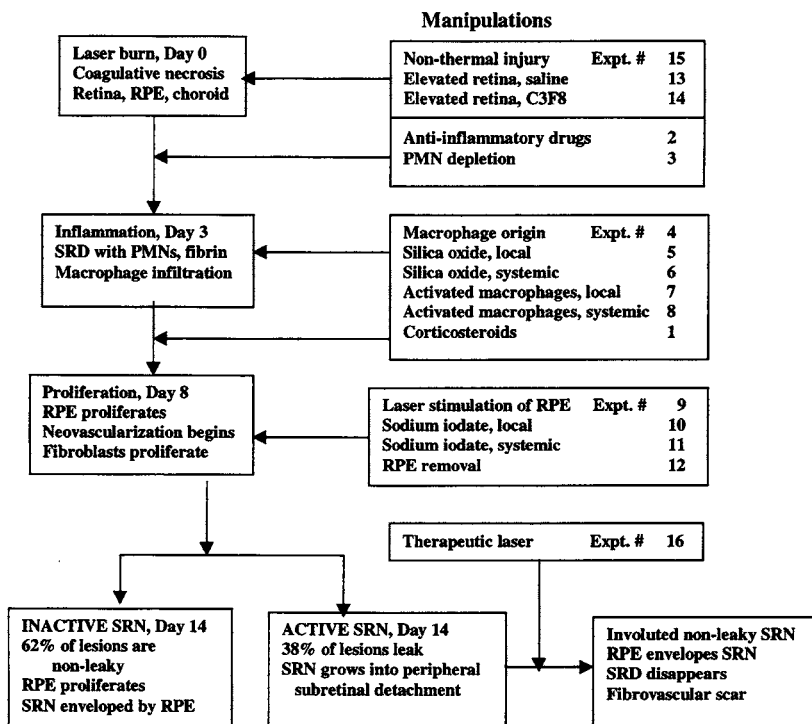 Manipulations
Laser burn, Day 0
Coagulative necrosis
Retina, RPE, choroid
Non-thermal injury Expt. # 15
Elevated retina, saline 13
Elevated retina, C3F8 14
Anti-inflammatory drugs 2
PMN depletion 3
Inflammation, Day 3
SRD with PMNs, fibrin
Macrophage infiltration
Macrophage origin Expt. # 4
Silica oxide, local 5
Silica oxide, systemic 6
Activated macrophages, local 7
Activated macrophages, systemic 8
Corticosteroids 1
Proliferation, Day 8
RPE proliferates
Neovascularization begins
Fibroblasts proliferate
Laser stimulation of RPE Expt. # 9
Sodium iodate, local 10
Sodium iodate, systemic 11
RPE removal 12
Therapeutic laser Expt. # 16
INACTIVE SRN, Day 14
62% of lesions are
non-leaky
RPE proliferates
SRN enveloped by RPE
ACTIVE SRN, Day 14
38% of lesions leak
SRN grows into peripheral
subretinal detachment
Involuted non-leaky SRN
RPE envelopes SRN
SRD disappears
Fibrovascular scar